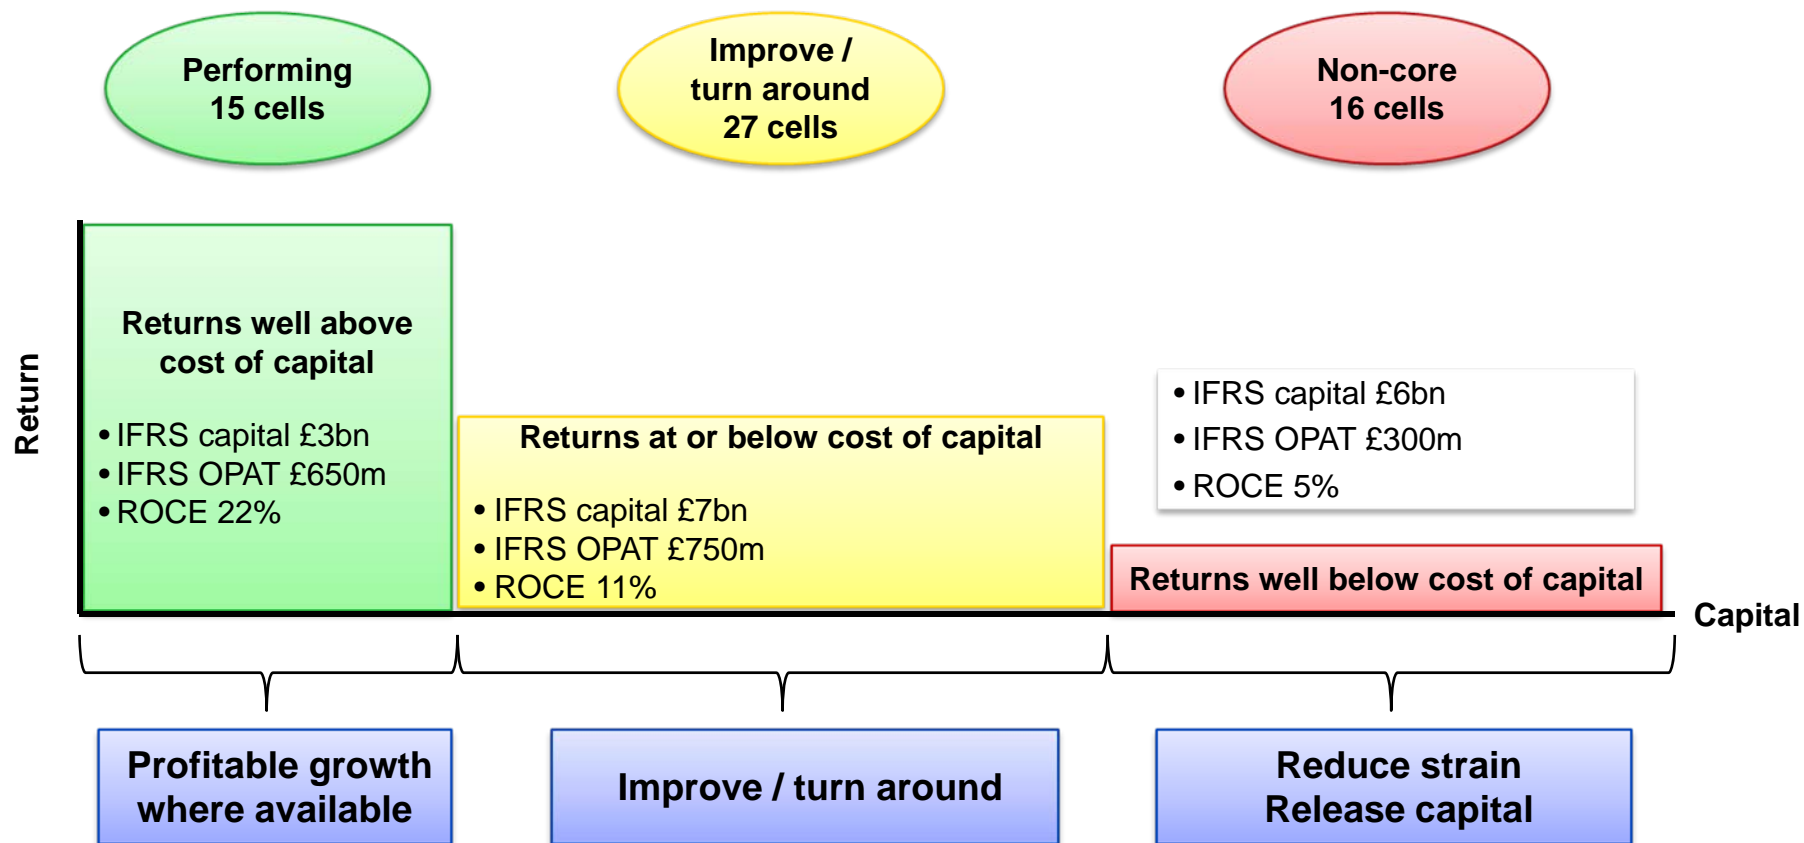 Performing
15 cells
Improve /
turn around
27 cells
Non-core
16 cells
Return
Returns well above
cost of capital
• IFRS capital £3bn
• IFRS OPAT £650m
• ROCE 22%
Returns at or below cost of capital
• IFRS capital £7bn
• IFRS OPAT £750m
• ROCE 11%
• IFRS capital £6bn
• IFRS OPAT £300m
• ROCE 5%
Returns well below cost of capital
Capital
Profitable growth
where available
Improve / turn around
Reduce strain
Release capital